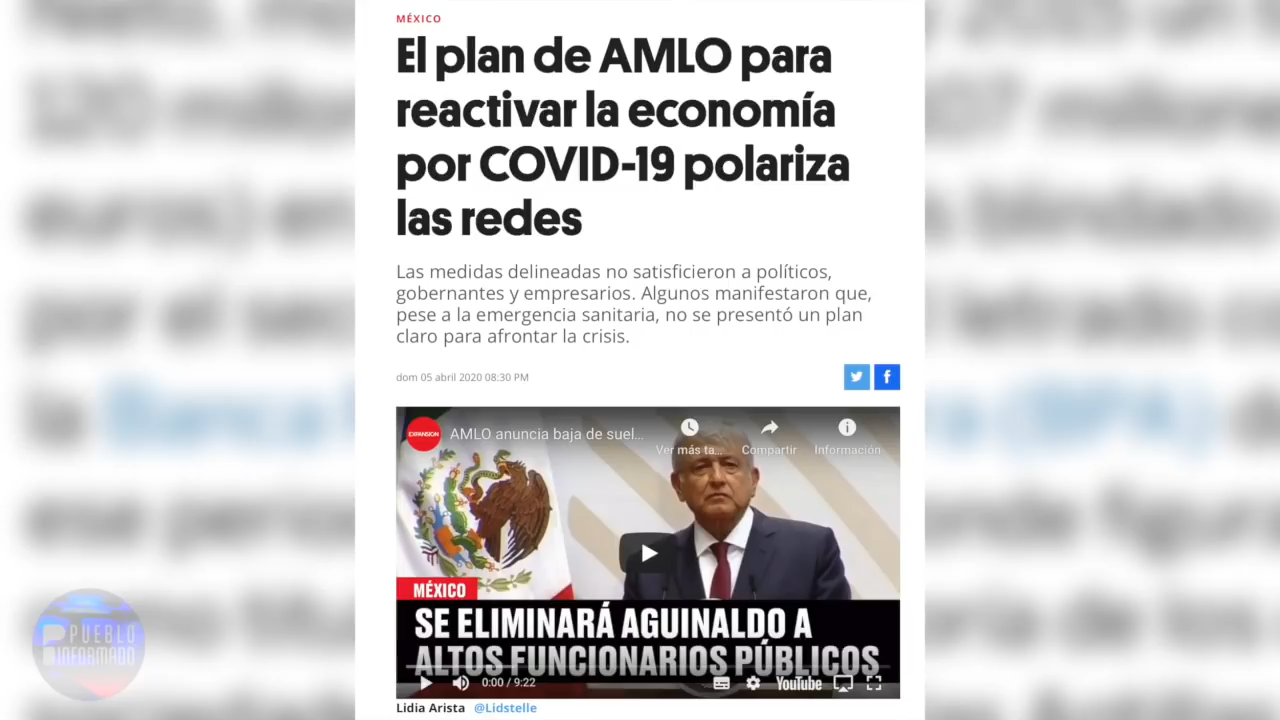 MÉXICO
El plan de AMLO para
reactivar la economía
por COVID-19 polariza
las redes
Las medidas delineadas no satisficieron a políticos,
gobernantes y empresarios. Algunos manifestaron que,
pese a la emergencia sanitaria, no se presentó un plan
claro para afrontar la crisis.
dom 05 abril 2020 08:30 PM
EXPANSIÓN
AMLO anuncia baja de suel...
Ver más ta...
Compartir
Información
MÉXICO
SE ELIMINARÁ AGUINALDO A
ALTOS FUNCIONARIOS PÚBLICOS
0:00 / 9:22
YouTube
Lidia Arista @Lidstelle
PUEBLO
INFORMADO